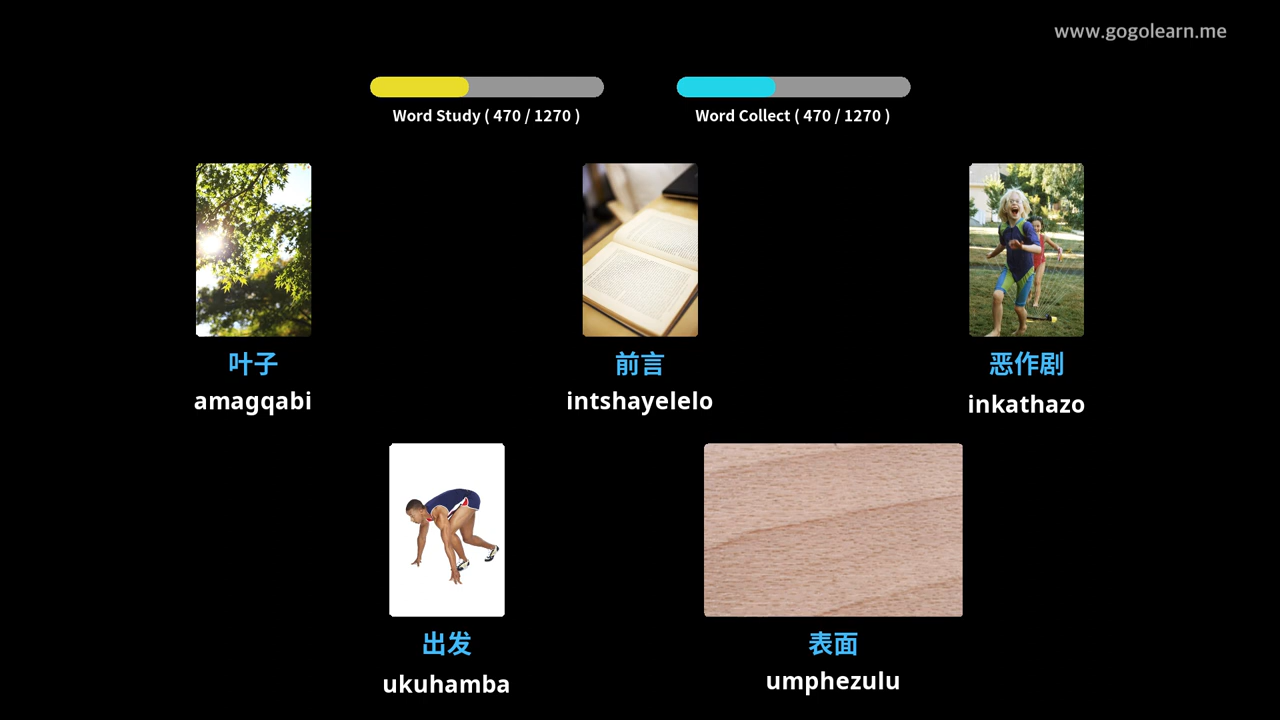 www.gogolearn.me
Word Study ( 470 / 1270 )
Word Collect ( 470 / 1270 )
叶子
amagqabi
前言
intshayelelo
恶作剧
inkathazo
出发
ukuhamba
表面
umphezulu